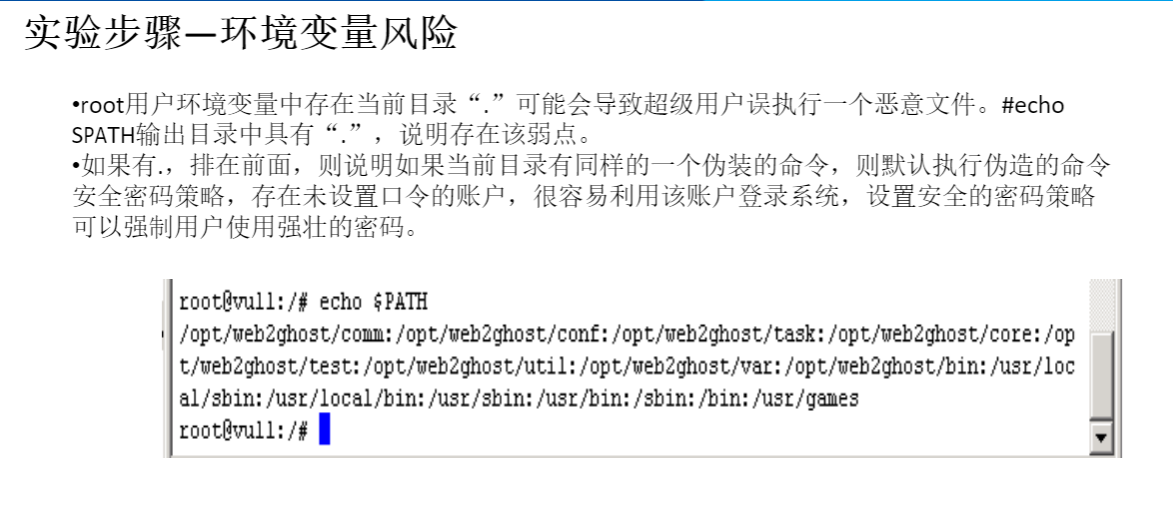 实验步骤—环境变量风险
•root用户环境变量中存在当前目录“.”可能会导致超级用户误执行一个恶意文件。#echo
SPATH输出目录中具有“.”，说明存在该弱点。
•如果有.，排在前面，则说明如果当前目录有同样的一个伪装的命令，则默认执行伪造的命令
安全密码策略，存在未设置口令的账户，很容易利用该账户登录系统，设置安全的密码策略
可以强制用户使用强壮的密码。
root@vull:/# echo $PATH
/opt/web2ghost/comm:/opt/web2ghost/conf:/opt/web2ghost/task:/opt/web2ghost/core:/op
t/web2ghost/test:/opt/web2ghost/util:/opt/web2ghost/var:/opt/web2ghost/bin:/usr/loc
al/sbin:/usr/local/bin:/usr/sbin:/usr/bin:/sbin:/bin:/usr/games
root@vull:/#